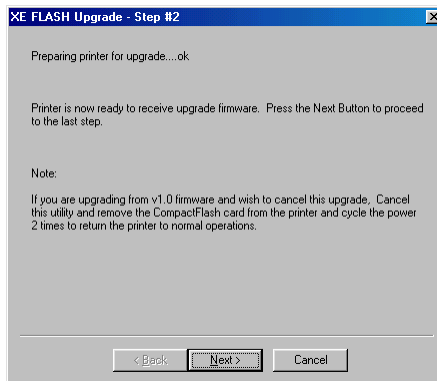 XE FLASH Upgrade - Step #2
Preparing printer for upgrade....ok
Printer is now ready to receive upgrade firmware. Press the Next Button to proceed
to the last step.
Note:
If you are upgrading from v1.0 firmware and wish to cancel this upgrade, Cancel
this utility and remove the CompactFlash card from the printer and cycle the power
2 times to return the printer to normal operations.
< Back
Next >
Cancel